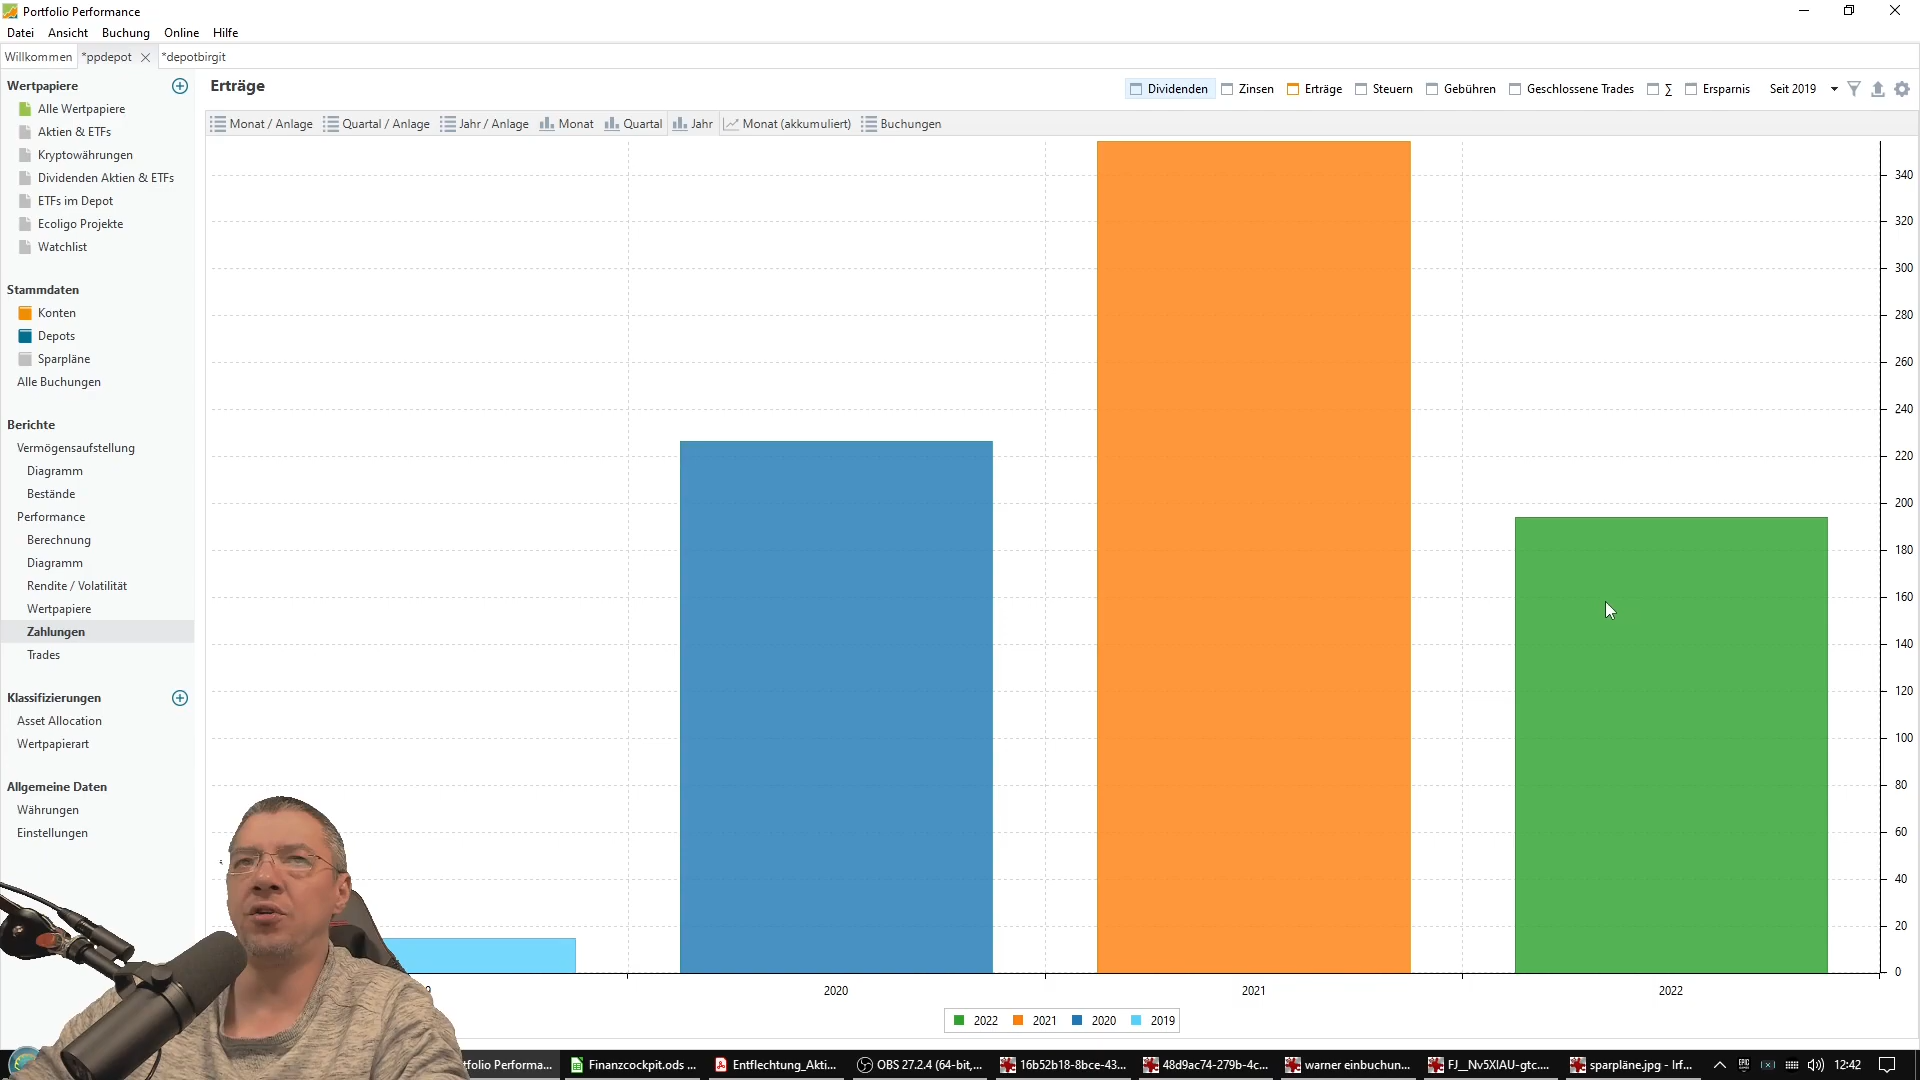 Portfolio Performance
Datei Ansicht Buchung Online Hilfe
Willkommen *ppdepot *depotbirgit
Wertpapiere
Alle Wertpapiere
Aktien & ETFs
Kryptowährungen
Dividenden Aktien & ETFs
ETFs im Depot
Ecoligo Projekte
Watchlist
Stammdaten
Konten
Depots
Sparpläne
Alle Buchungen
Berichte
Vermögensaufstellung
Diagramm
Bestände
Performance
Berechnung
Diagramm
Rendite / Volatilität
Wertpapiere
Zahlungen
Trades
Klassifizierungen
Asset Allocation
Wertpapierart
Allgemeine Daten
Währungen
Einstellungen
Erträge
Dividenden Zinsen Erträge Steuern Gebühren Geschlossene Trades ∑ Ersparnis Seit 2019
Monat / Anlage Quartal / Anlage Jahr / Anlage Monat Quartal Jahr Monat (akkumuliert) Buchungen
340
320
300
280
260
240
220
200
180
160
140
120
100
80
60
40
20
0
2020 2021 2022
2022 2021 2020 2019
tfolio Performa... Finanzcockpit.ods ... Entflechtung_Akti... OBS 27.2.4 (64-bit,... 16b52b18-8bce-43... 48d9ac74-279b-4c... warner einbuchun... FJ__Nv5XIAU-gtc.... sparpläne.jpg - Irf... 12:42